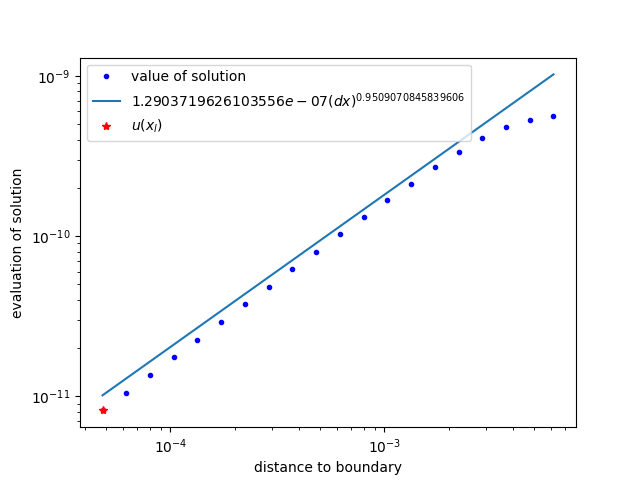 10⁻⁹
value of solution
1.2903719626103556e − 07(dx)^0.9509070845839606
u(x_l)
10⁻¹⁰
10⁻¹¹
evaluation of solution
10⁻⁴
10⁻³
distance to boundary